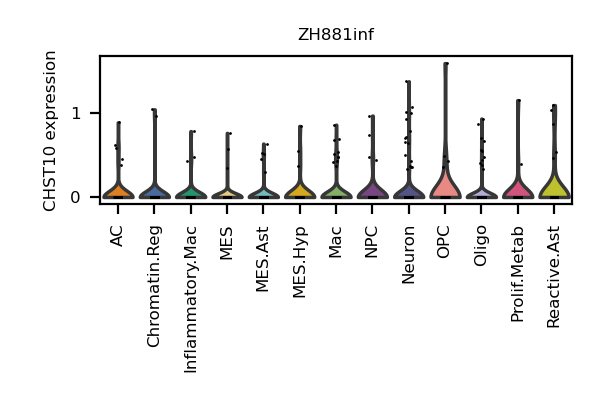 ZH881inf
CHST10 expression
1
0
AC
Chromatin.Reg
Inflammatory.Mac
MES
MES.Ast
MES.Hyp
Mac
NPC
Neuron
OPC
Oligo
Prolif.Metab
Reactive.Ast